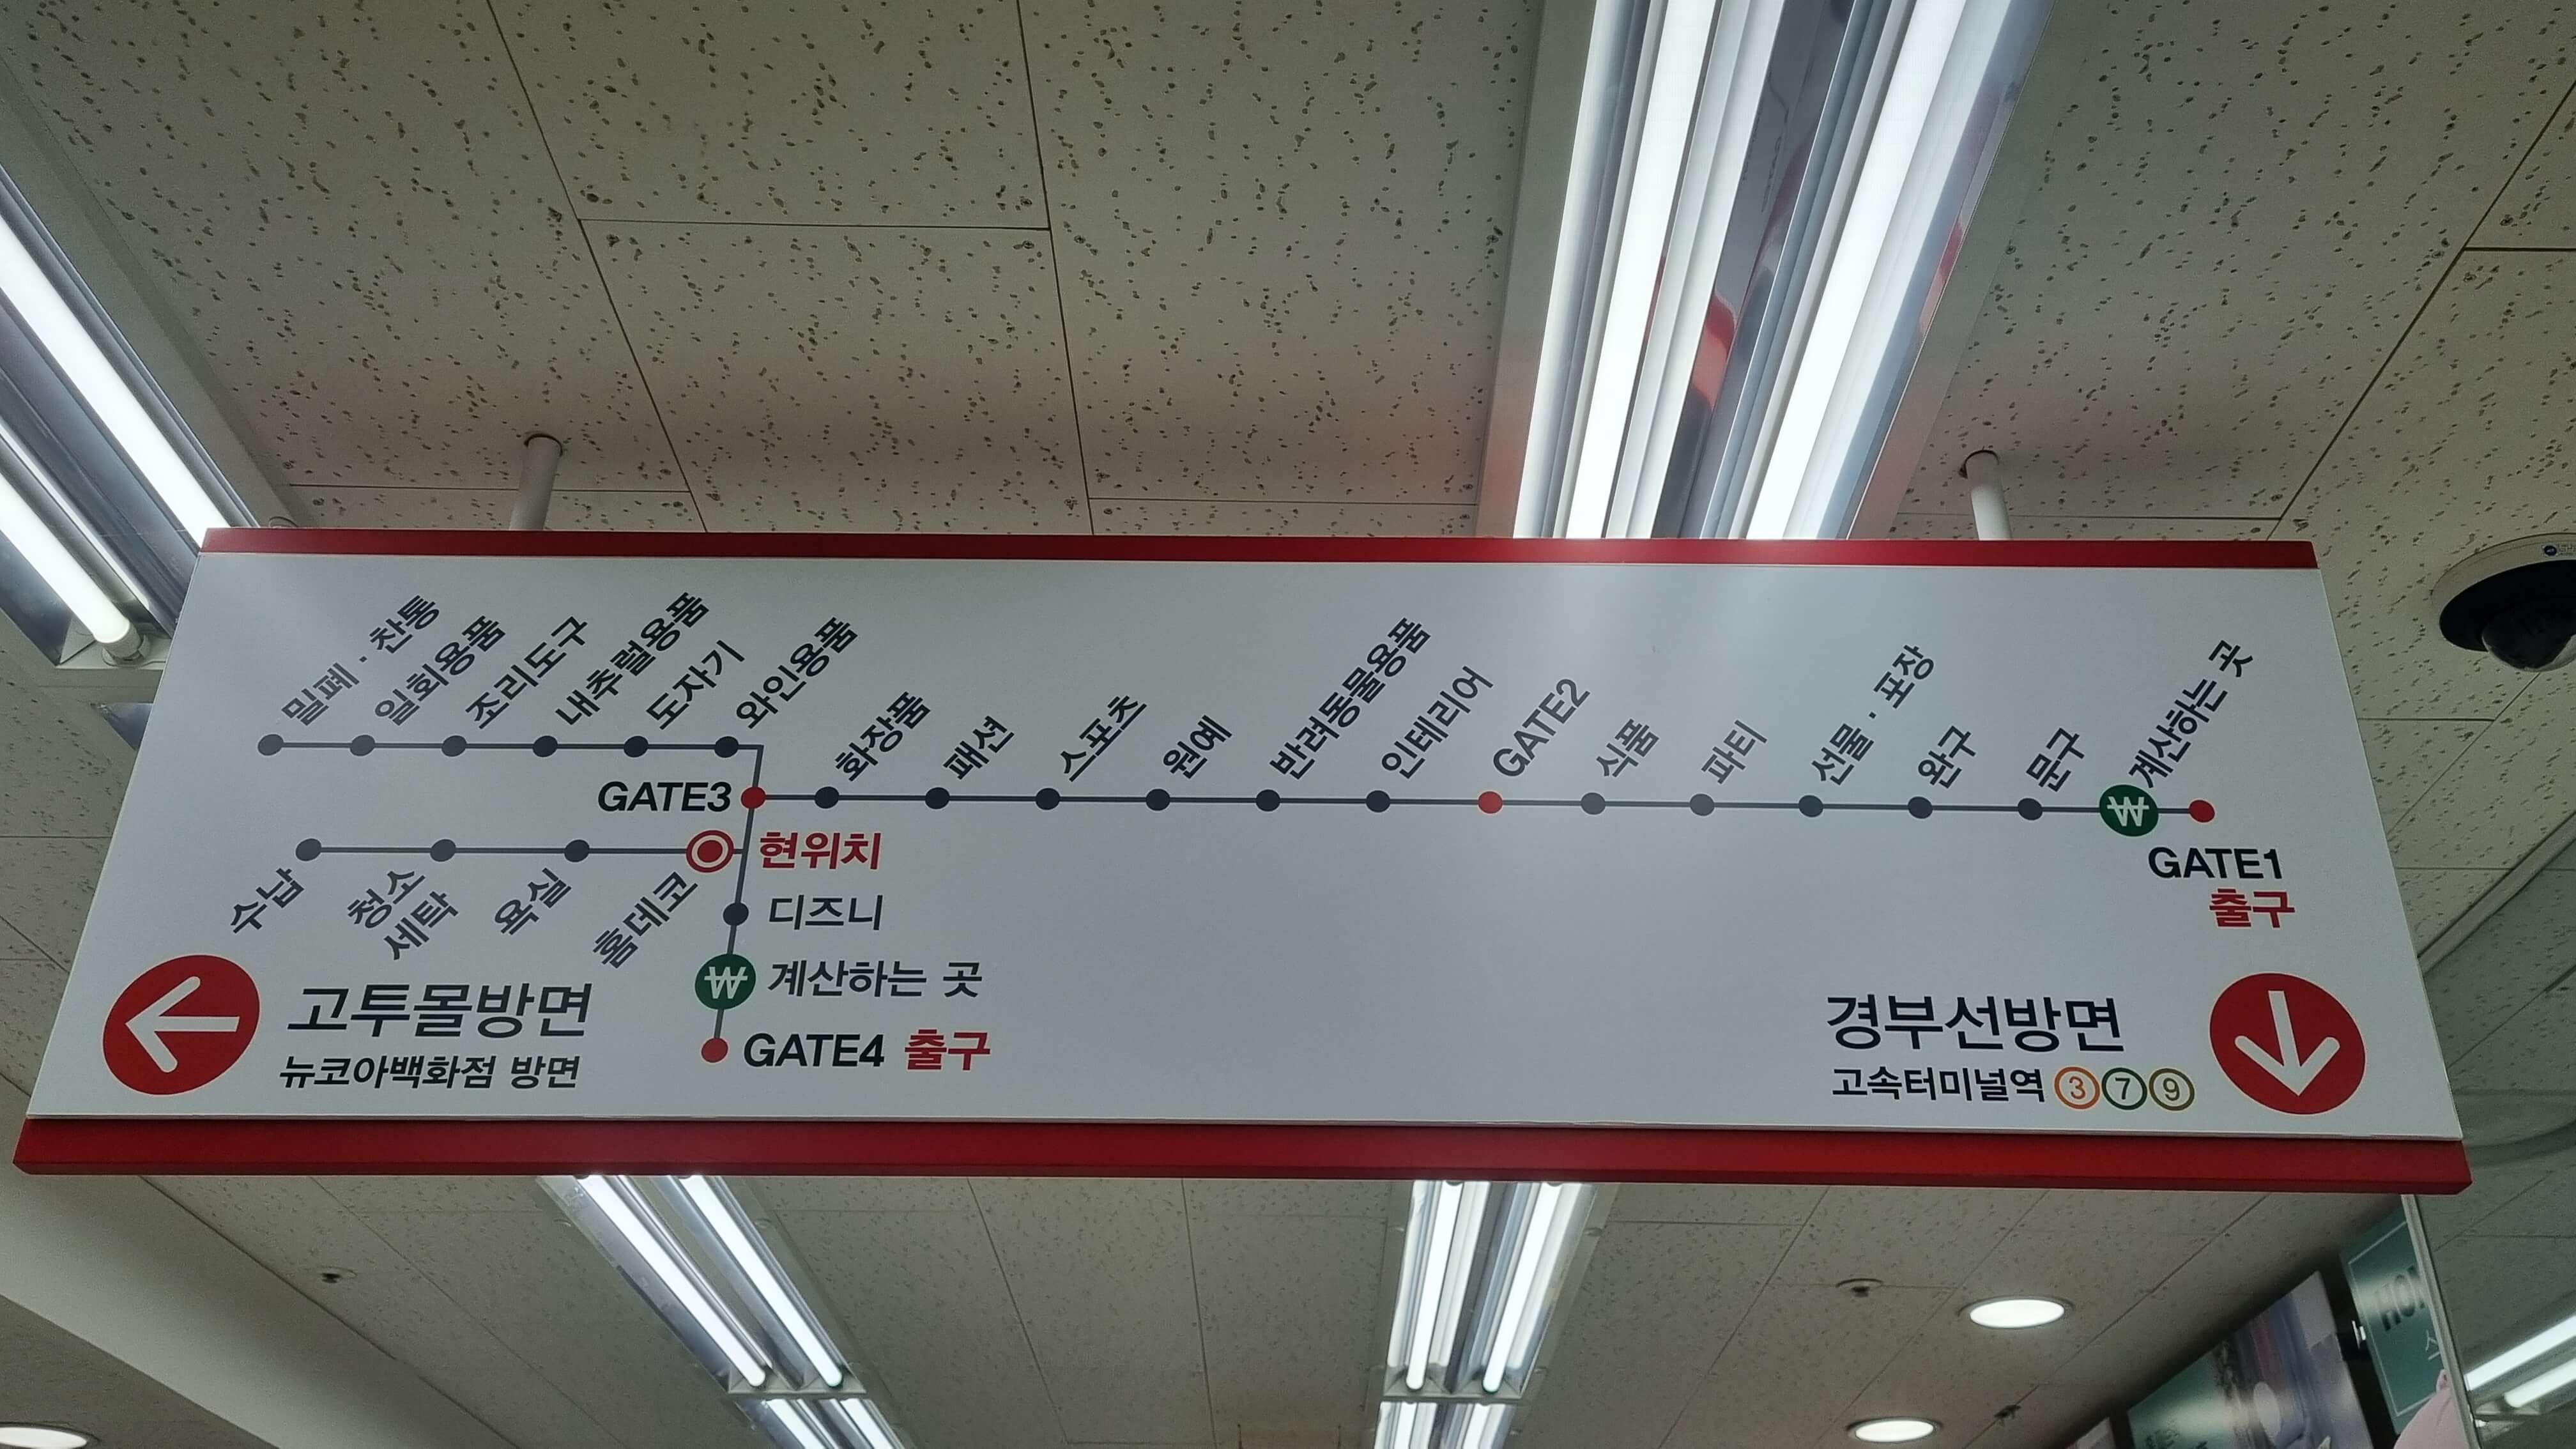 밀폐 · 찬통
일회용품
조리도구
내추럴용품
도자기
와인용품
화장품
패션
스포츠
원예
반려동물용품
인테리어
GATE2
식품
파티
선물 · 포장
완구
문구
계산하는 곳
GATE3
₩
GATE1
출구
현위치
수납
청소
세탁
욕실
홈데코
디즈니
₩ 계산하는 곳
GATE4 출구
고투몰방면
뉴코아백화점 방면
경부선방면
고속터미널역 3 7 9